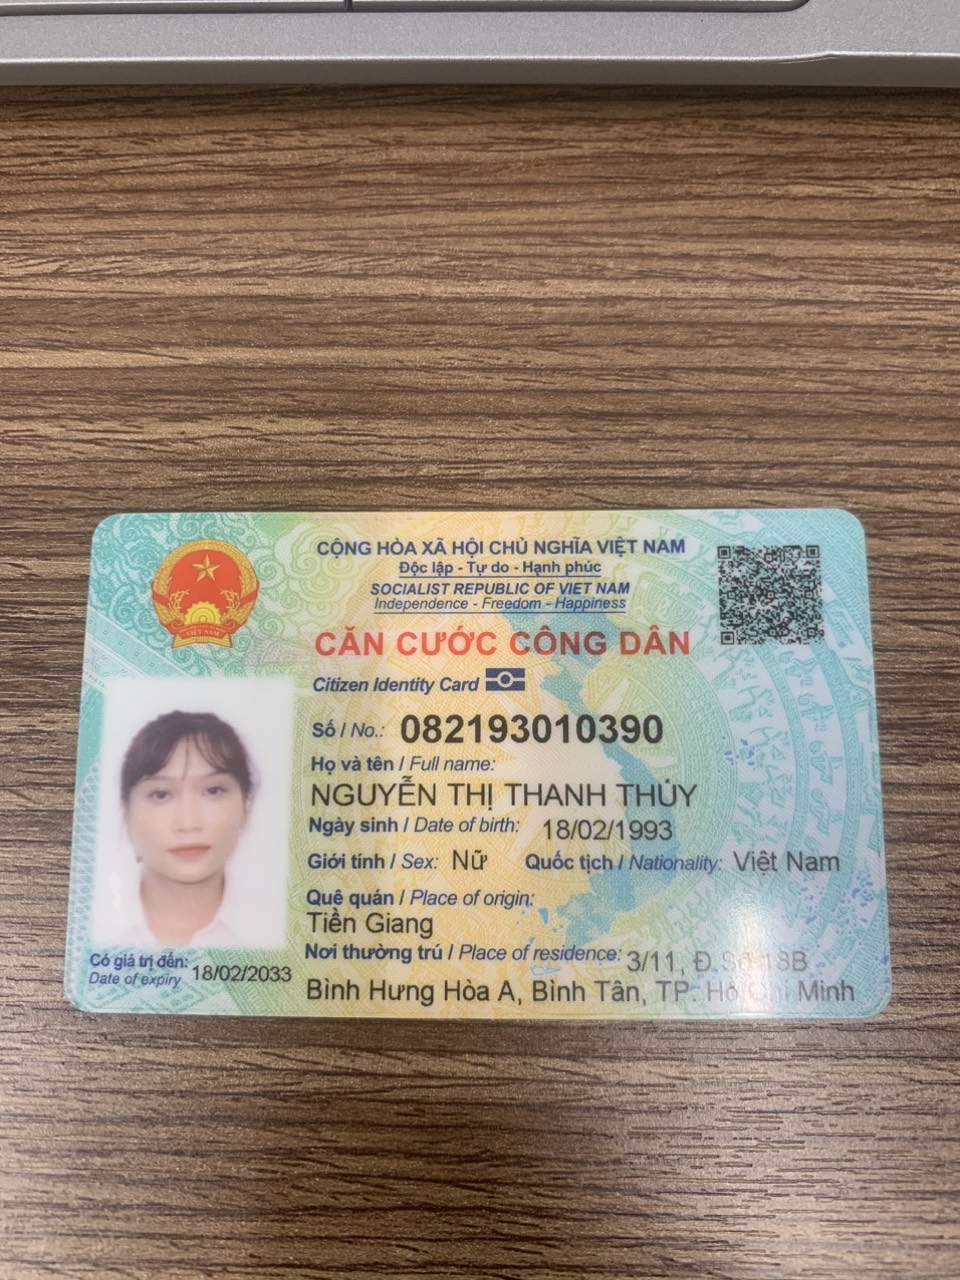 CỘNG HÒA XÃ HỘI CHỦ NGHĨA VIỆT NAM
Độc lập - Tự do - Hạnh phúc
SOCIALIST REPUBLIC OF VIET NAM
Independence - Freedom - Happiness
CĂN CƯỚC CÔNG DÂN
Citizen Identity Card
VIỆT NAM
Số / No.: 082193010390
Họ và tên / Full name:
NGUYỄN THỊ THANH THÚY
Ngày sinh / Date of birth: 18/02/1993
Giới tính / Sex: Nữ Quốc tịch / Nationality: Việt Nam
Quê quán / Place of origin:
Tiền Giang
Nơi thường trú / Place of residence: 3/11, Đ.Số 18B
Bình Hưng Hòa A, Bình Tân, TP. Hồ Chí Minh
Có giá trị đến: 18/02/2033
Date of expiry